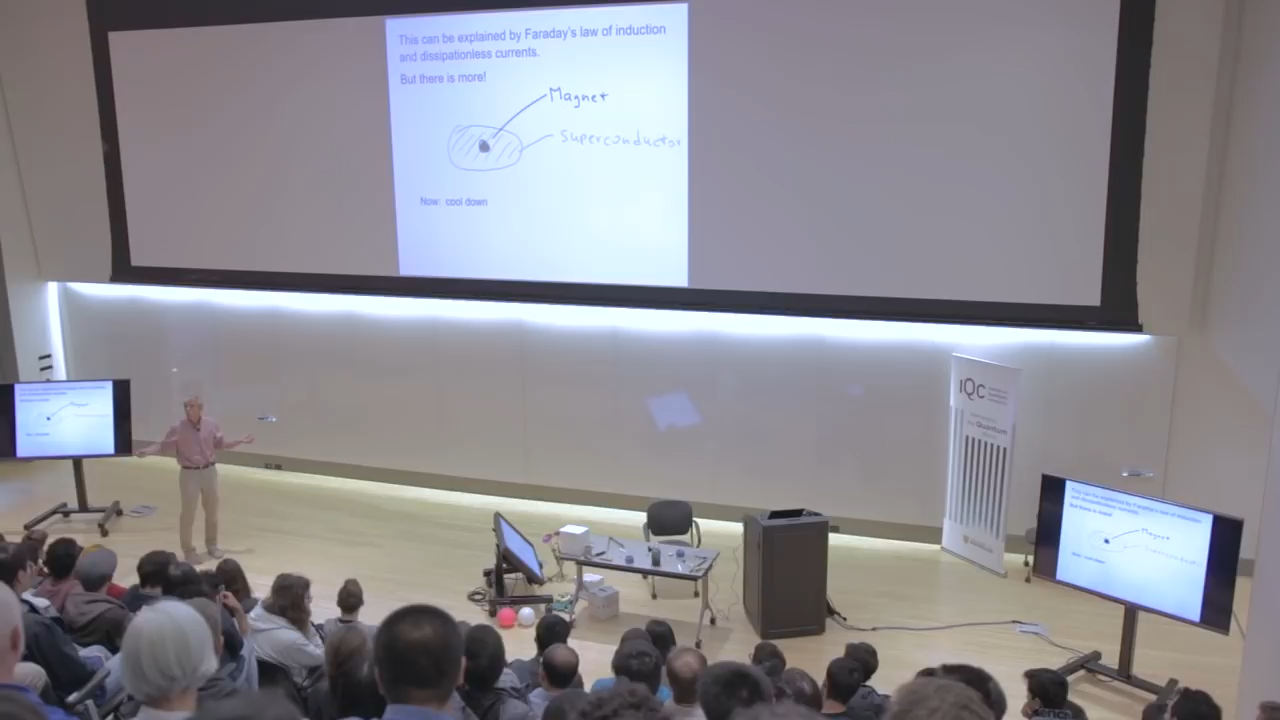 This can be explained by Faraday's law of induction
and dissipationless currents.
But there is more!
Magnet
Superconductor
Now: cool down
IQC
Quantum